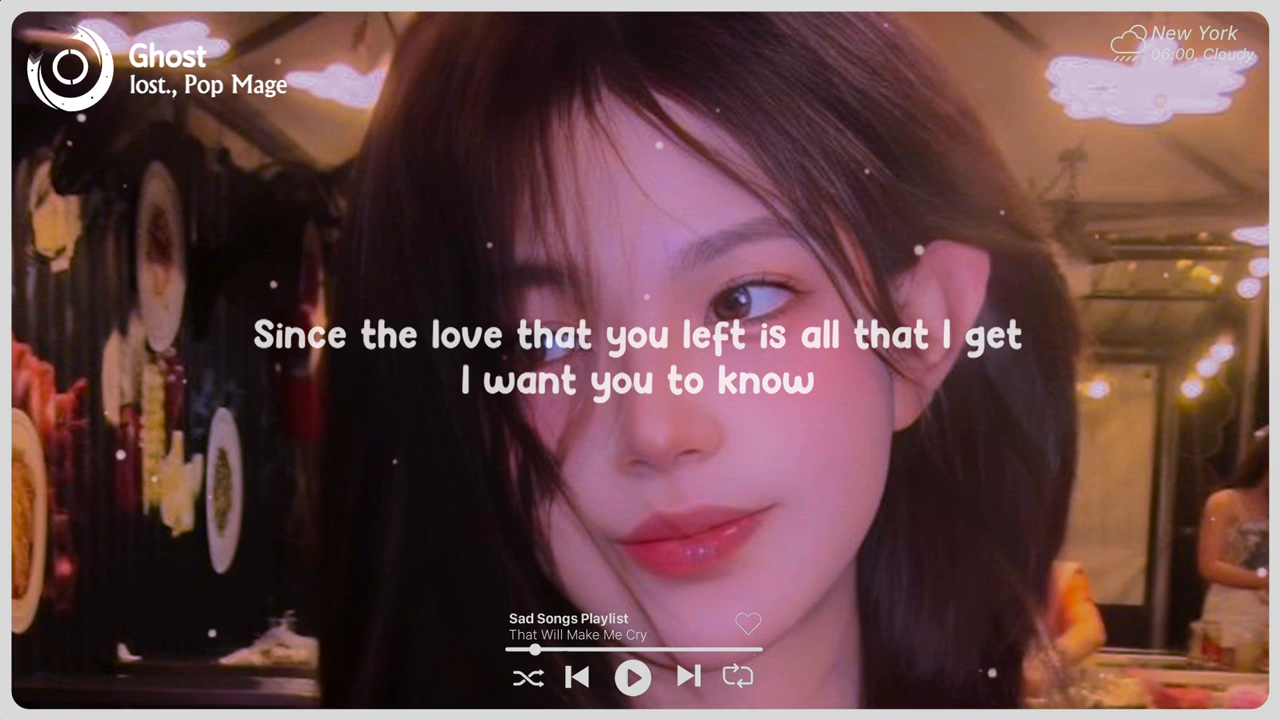 Ghost
lost., Pop Mage
New York
06:00, Cloudy
Since the love that you left is all that I get
I want you to know
Sad Songs Playlist
That Will Make Me Cry